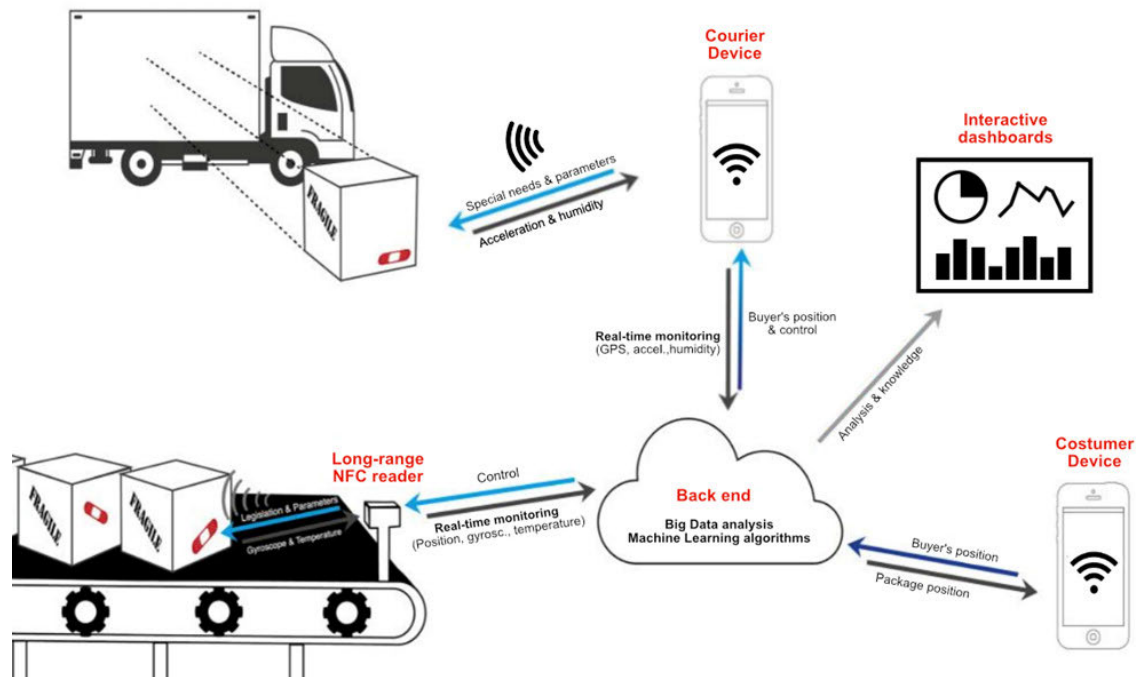 Courier
Device
Interactive
dashboards
Special needs & parameters
Acceleration & humidity
FRAGILE
Buyer's position
& control
Real-time monitoring
(GPS, accel.,humidity)
Analysis & knowledge
Costumer
Device
Long-range
NFC reader
Control
Real-time monitoring
(Position, gyrosc., temperature)
Back end
Big Data analysis
Machine Learning algorithms
Buyer's position
Package position
FRAGILE
FRAGILE
Legislation & Parameters
Gyroscope & Temperature